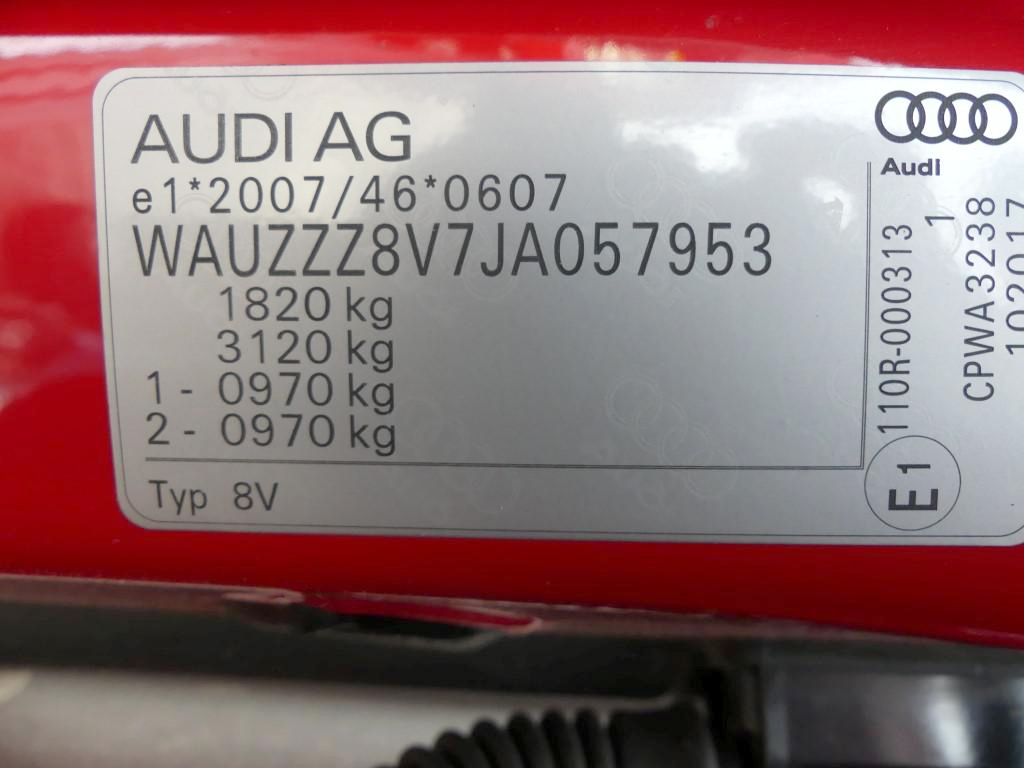 AUDI AG
e1*2007/46*0607
WAUZZZ8V7JA057953
1820 kg
3120 kg
1 - 0970 kg
2 - 0970 kg
Typ 8V
Audi
E1 110R-000313
1
CPWA3238
102017